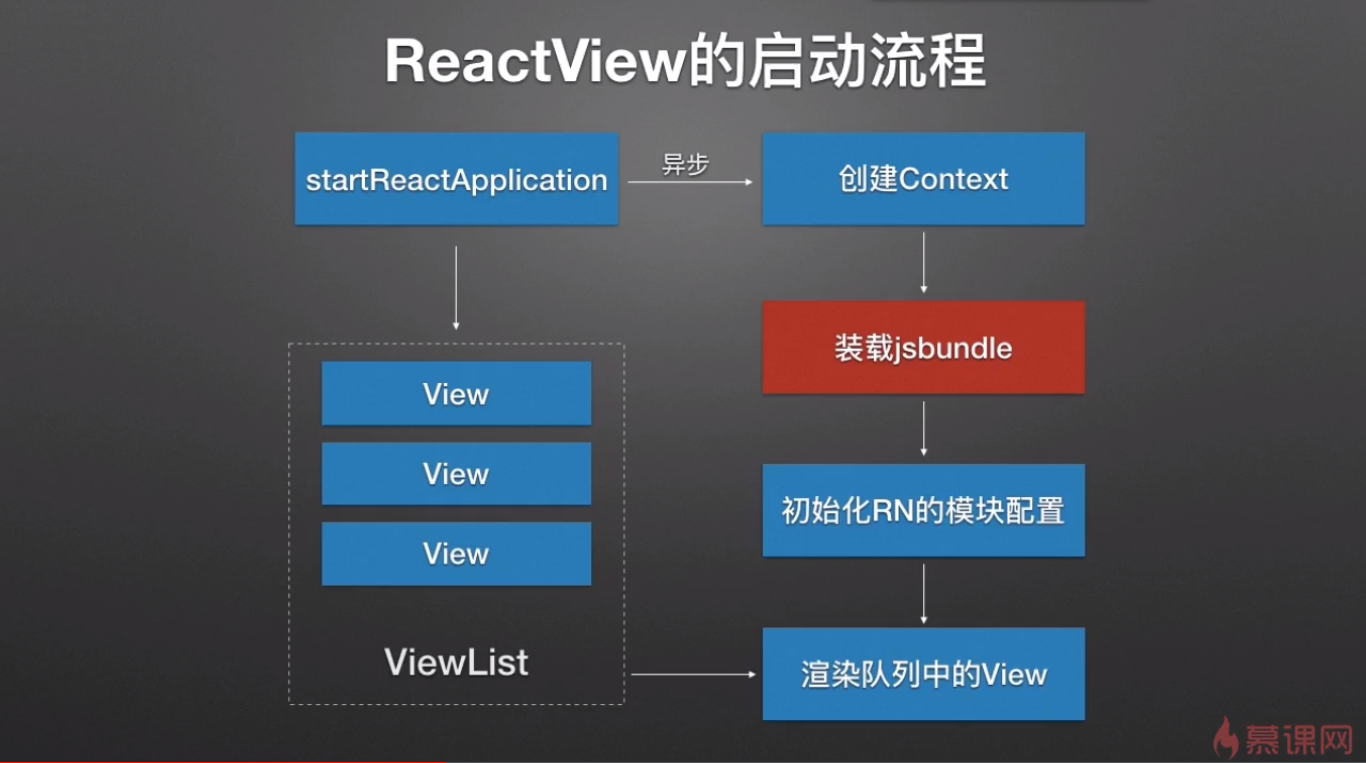 ReactView的启动流程
startReactApplication
异步
创建Context
装载jsbundle
初始化RN的模块配置
渲染队列中的View
View
View
View
ViewList
慕课网